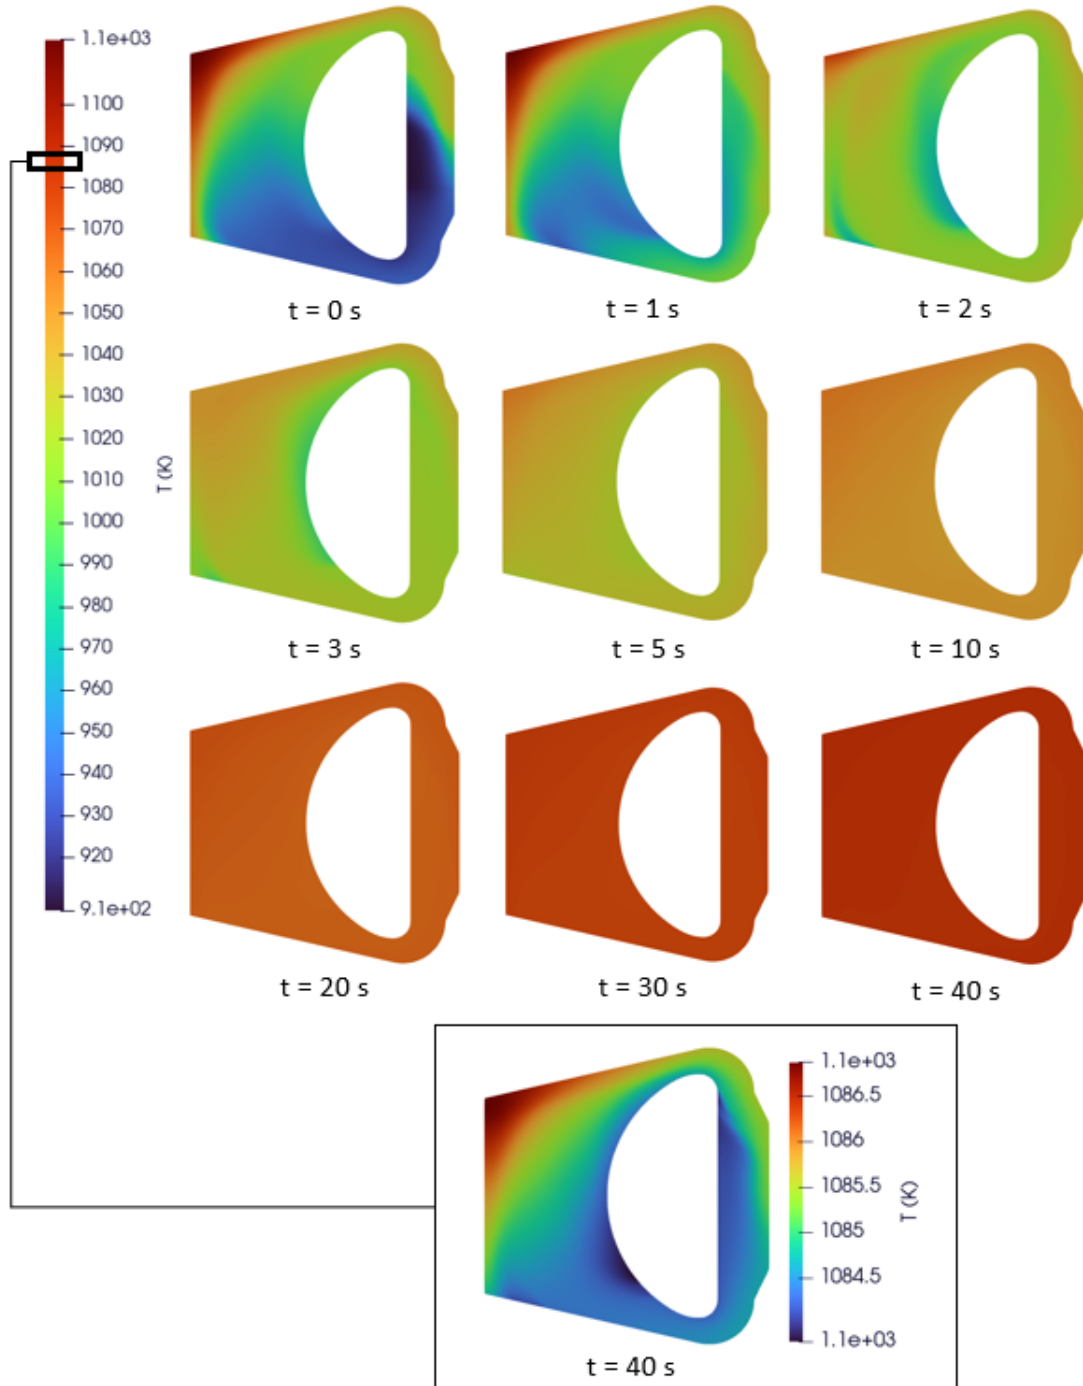 1.1e+03
1100
1090
1080
1070
1060
1050
1040
1030
1020
1010
1000
990
980
970
960
950
940
930
920
9.1e+02
T (K)
t = 0 s
t = 1 s
t = 2 s
t = 3 s
t = 5 s
t = 10 s
t = 20 s
t = 30 s
t = 40 s
1.1e+03
1086.5
1086
1085.5
1085
1084.5
1.1e+03
T (K)
t = 40 s